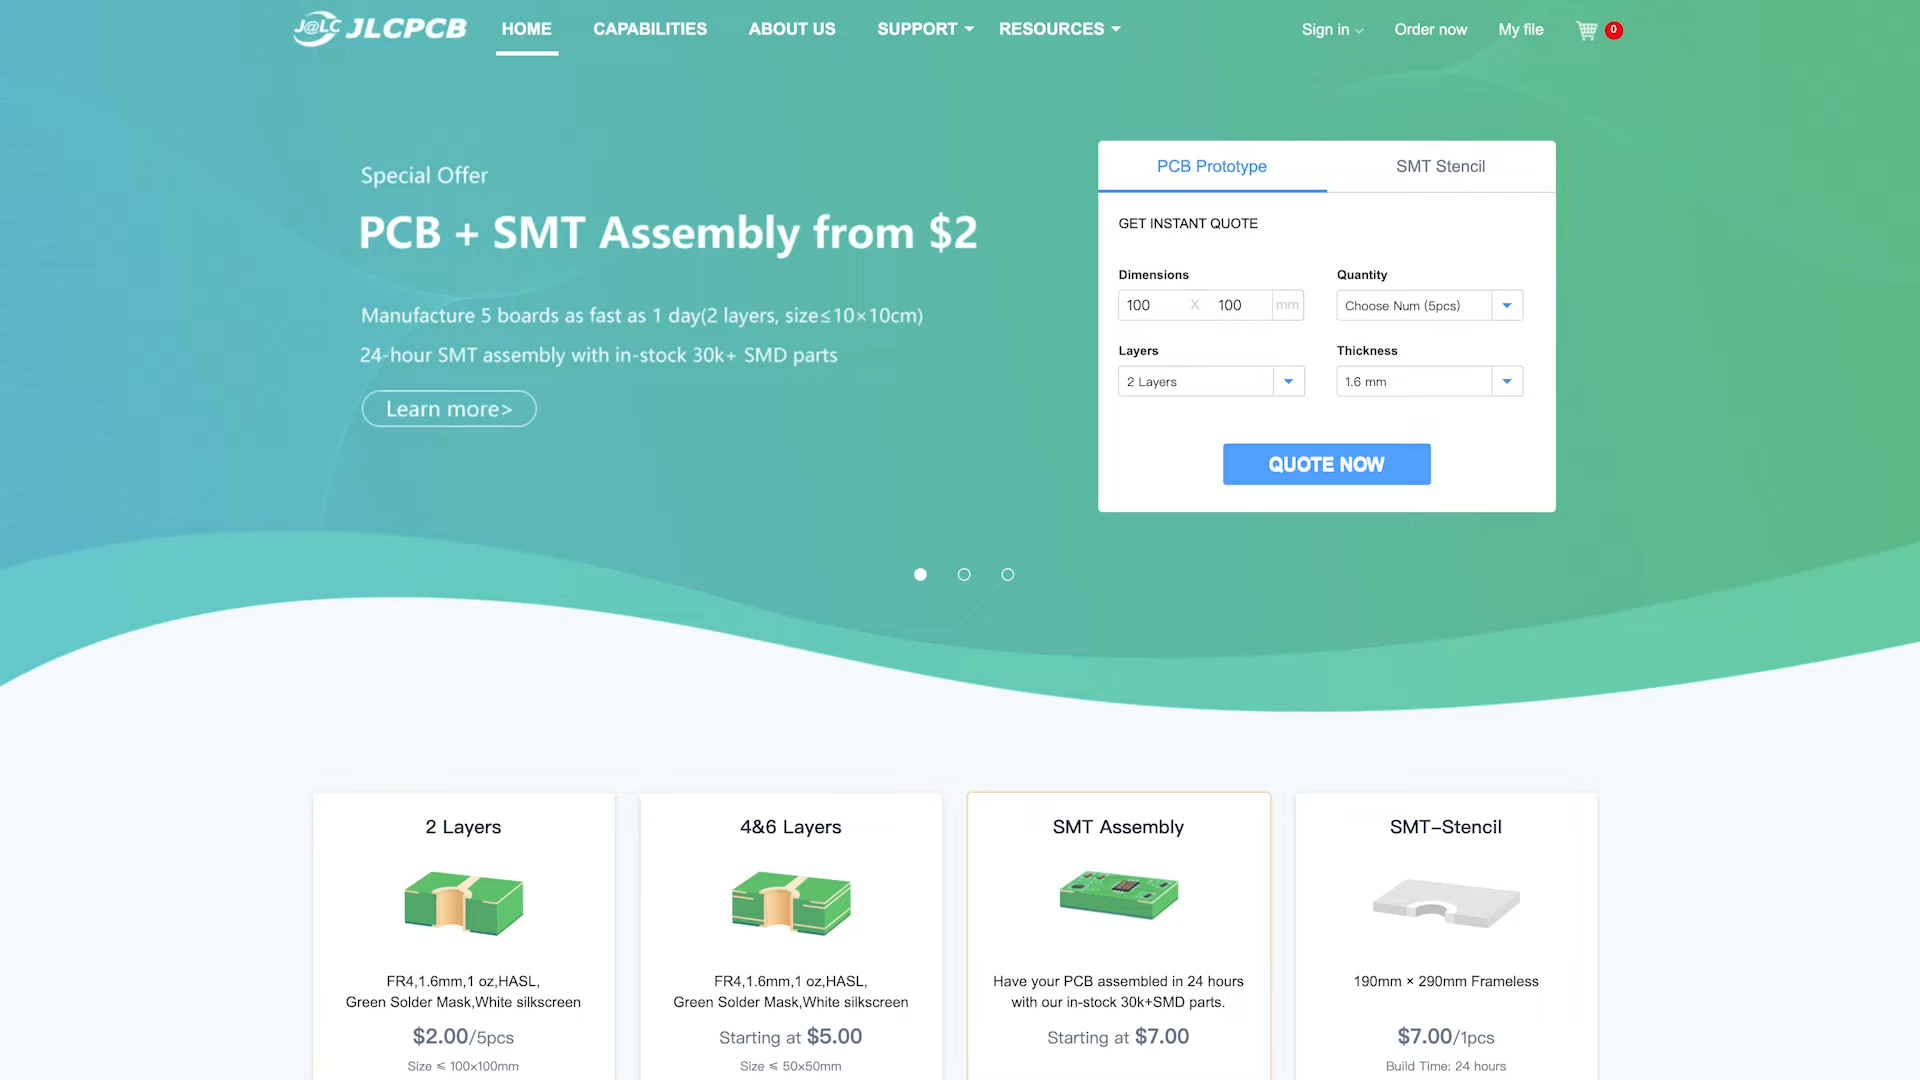 J@LC JLCPCB HOME CAPABILITIES ABOUT US SUPPORT RESOURCES Sign in Order now My file 0
Special Offer
PCB + SMT Assembly from $2
Manufacture 5 boards as fast as 1 day(2 layers, size≤10×10cm)
24-hour SMT assembly with in-stock 30k+ SMD parts
Learn more>
PCB Prototype SMT Stencil
GET INSTANT QUOTE
Dimensions Quantity
100 X 100 mm Choose Num (5pcs)
Layers Thickness
2 Layers 1.6 mm
QUOTE NOW
2 Layers
FR4,1.6mm,1 oz,HASL,
Green Solder Mask,White silkscreen
$2.00/5pcs
Size ≤ 100×100mm
4&6 Layers
FR4,1.6mm,1 oz,HASL,
Green Solder Mask,White silkscreen
Starting at $5.00
Size ≤ 50×50mm
SMT Assembly
Have your PCB assembled in 24 hours
with our in-stock 30k+SMD parts.
Starting at $7.00
SMT-Stencil
190mm × 290mm Frameless
$7.00/1pcs
Build Time: 24 hours